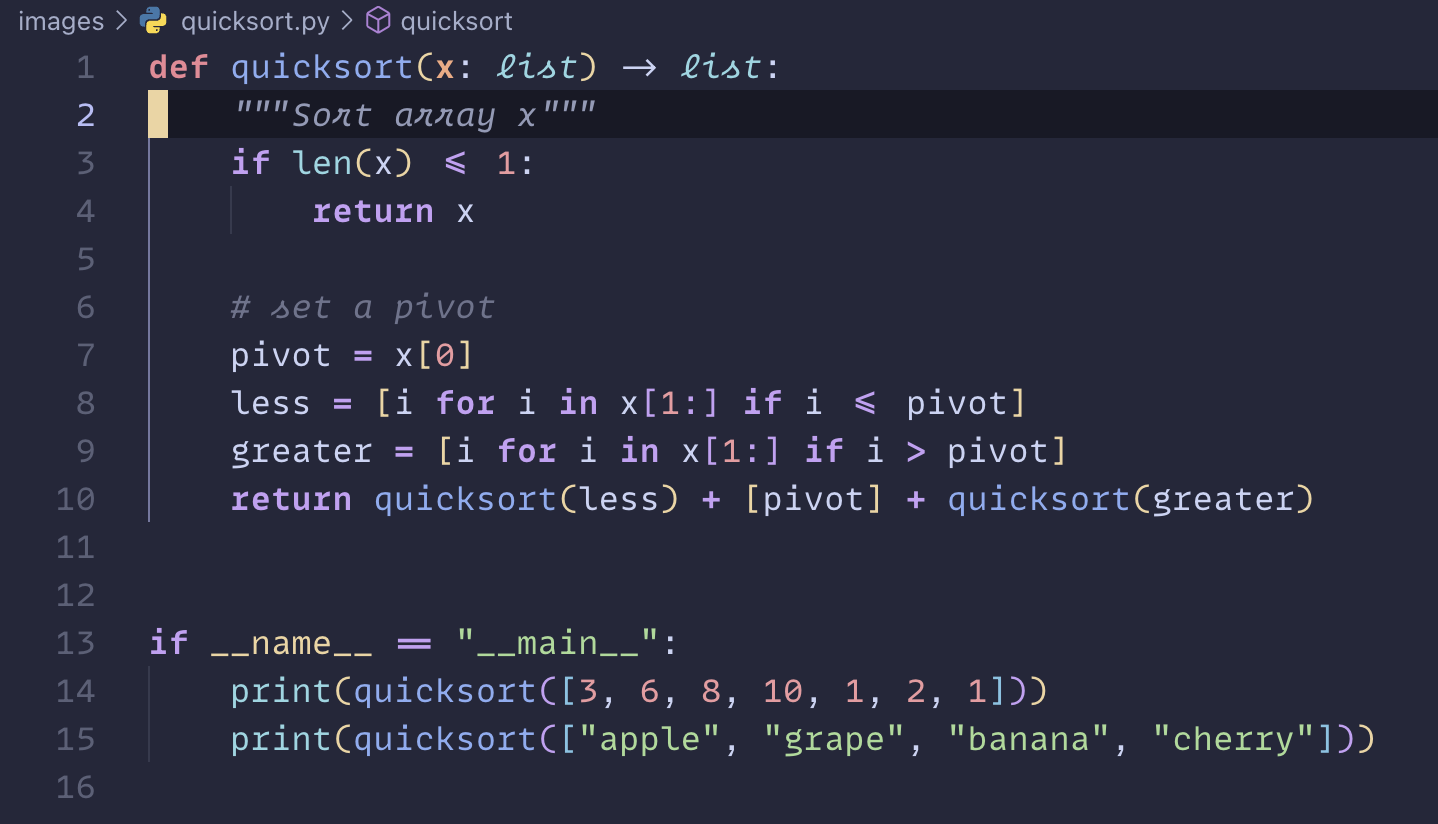 images > quicksort.py > quicksort
1 def quicksort(x: list) -> list:
2     """Sort array x"""
3     if len(x) <= 1:
4         return x
5
6     # set a pivot
7     pivot = x[0]
8     less = [i for i in x[1:] if i <= pivot]
9     greater = [i for i in x[1:] if i > pivot]
10     return quicksort(less) + [pivot] + quicksort(greater)
11
12
13 if __name__ == "__main__":
14     print(quicksort([3, 6, 8, 10, 1, 2, 1]))
15     print(quicksort(["apple", "grape", "banana", "cherry"]))
16